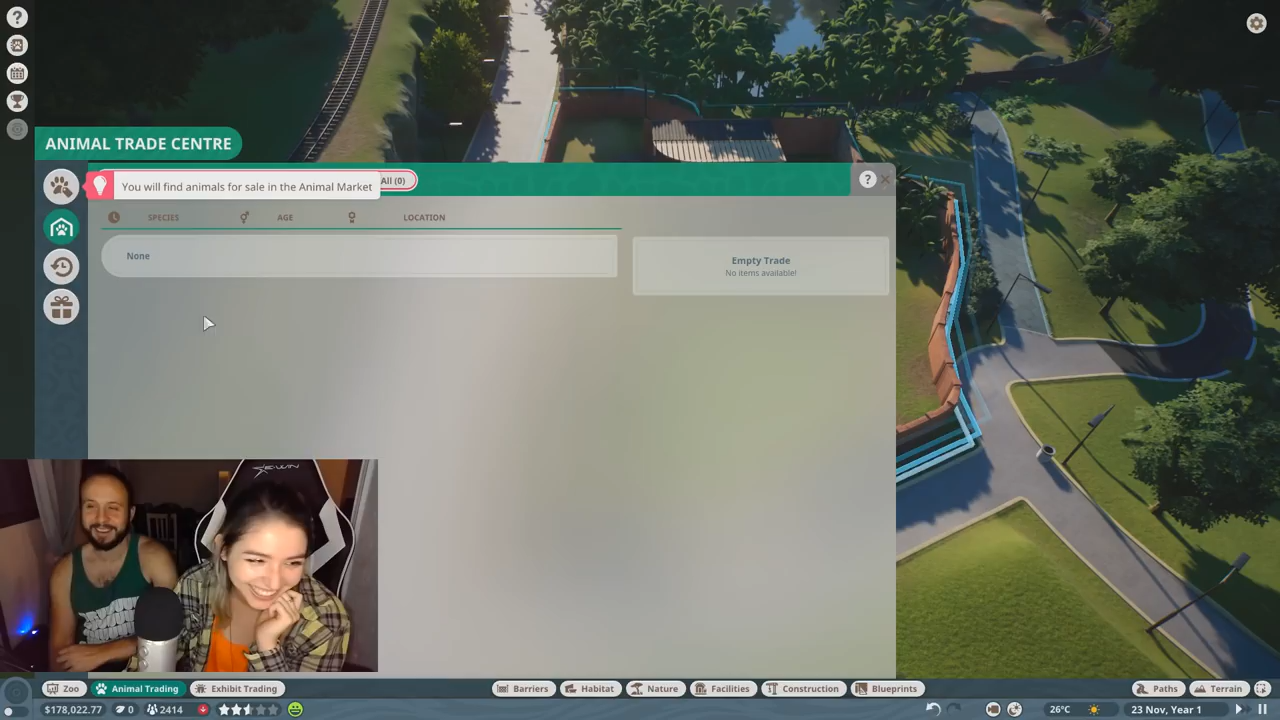 ANIMAL TRADE CENTRE
You will find animals for sale in the Animal Market
All (0)
?
?
SPECIES AGE LOCATION
None
Empty Trade
No items available!
E-WIN
Zoo
Animal Trading
Exhibit Trading
Barriers
Habitat
Nature
Facilities
Construction
Blueprints
Paths
Terrain
$178,022.77
0
2414
26°C
23 Nov, Year 1